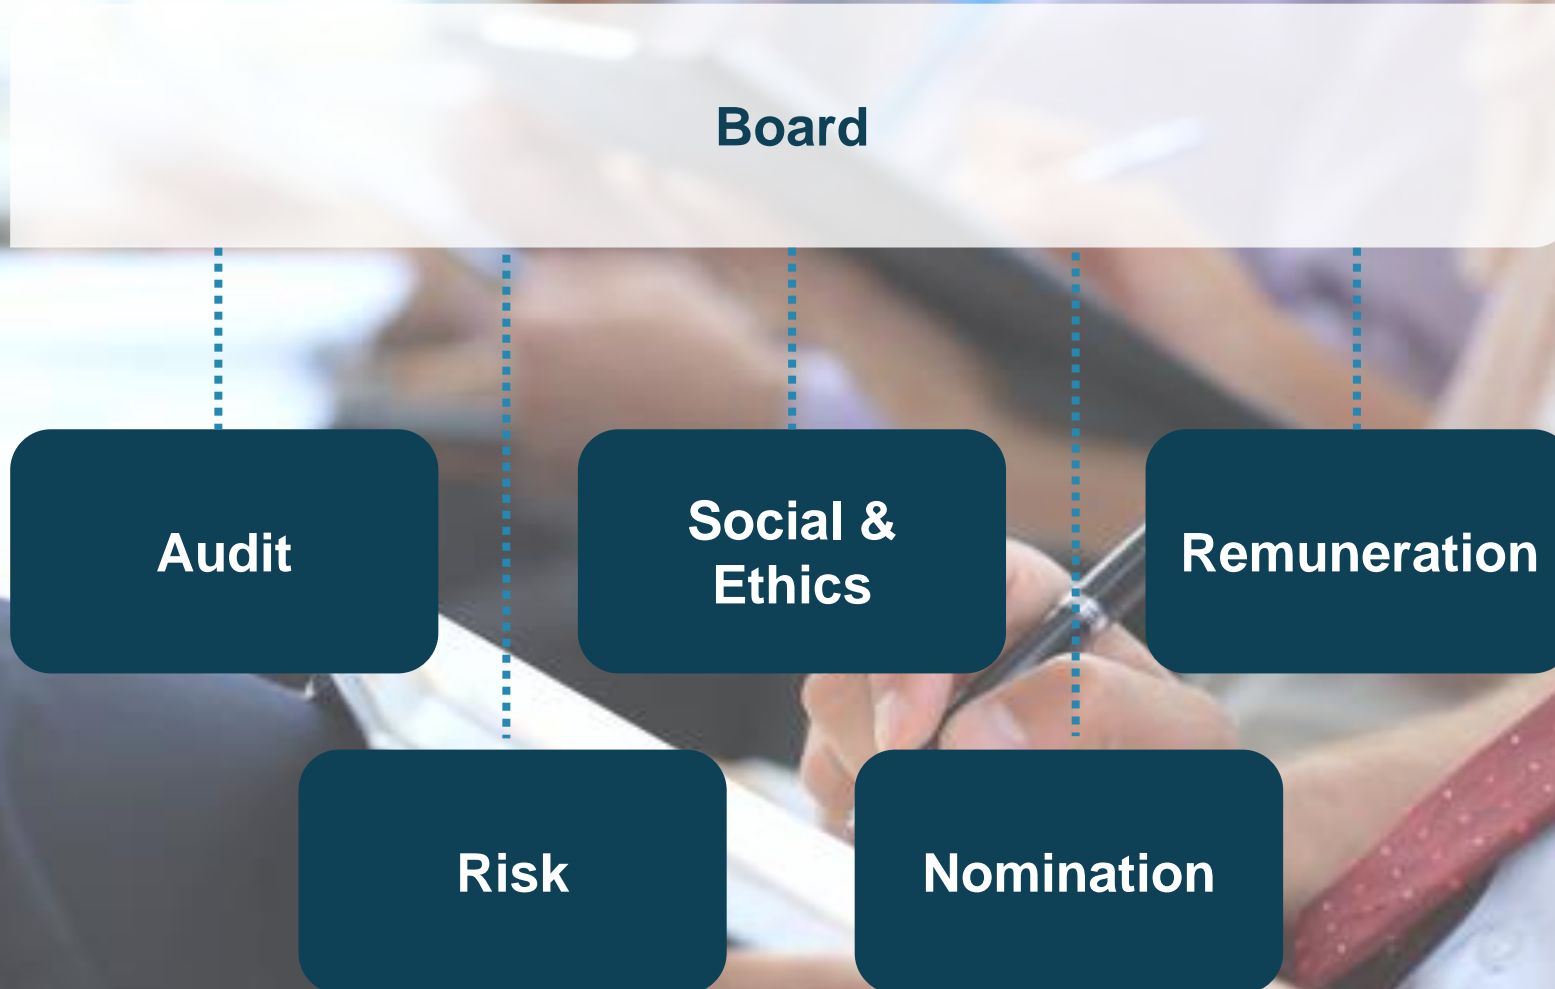 Board
Audit
Social &
Ethics
Remuneration
Risk
Nomination